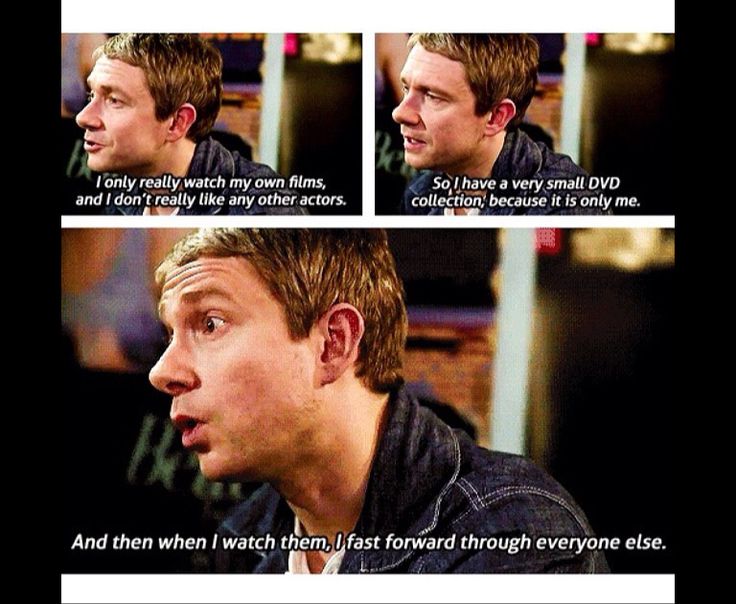 I only really watch my own films,
and I don't really like any other actors.
So, I have a very small DVD
collection, because it is only me.
And then when I watch them, I fast forward through everyone else.